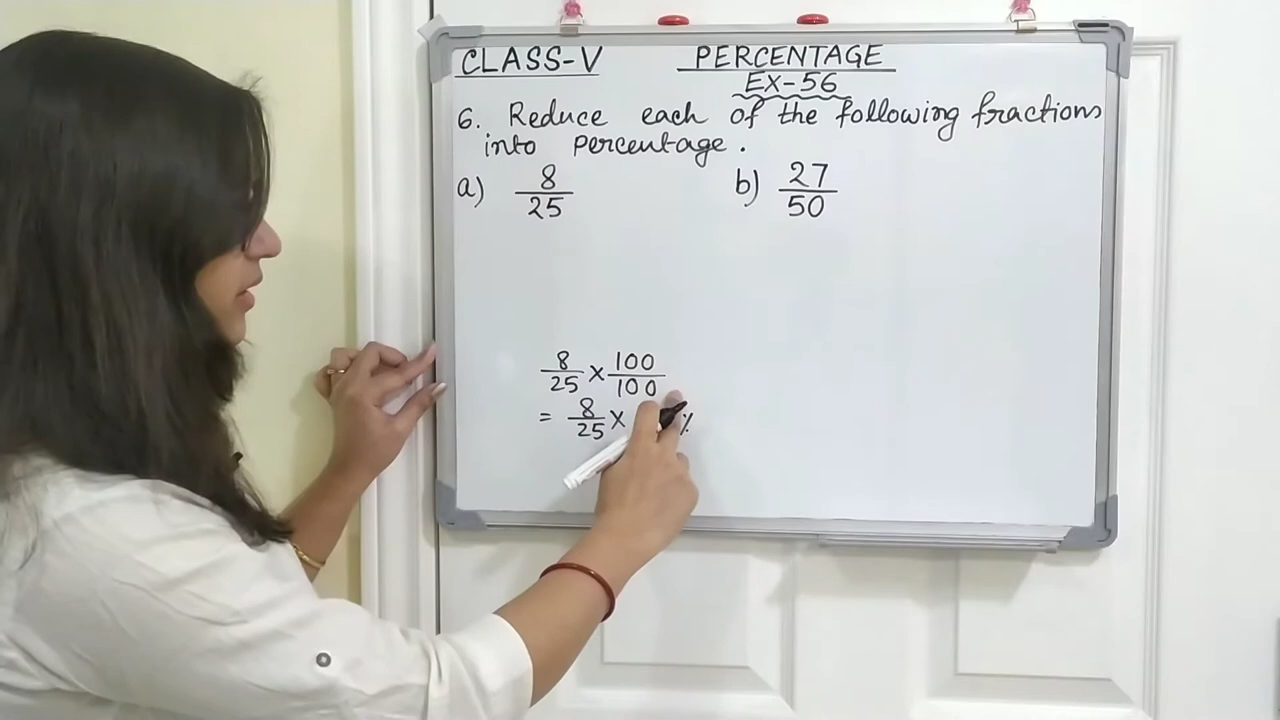 CLASS-V PERCENTAGE
EX-56
6. Reduce each of the following fractions
into percentage.
a) 8/25 b) 27/50
8/25 × 100/100
= 8/25 × %